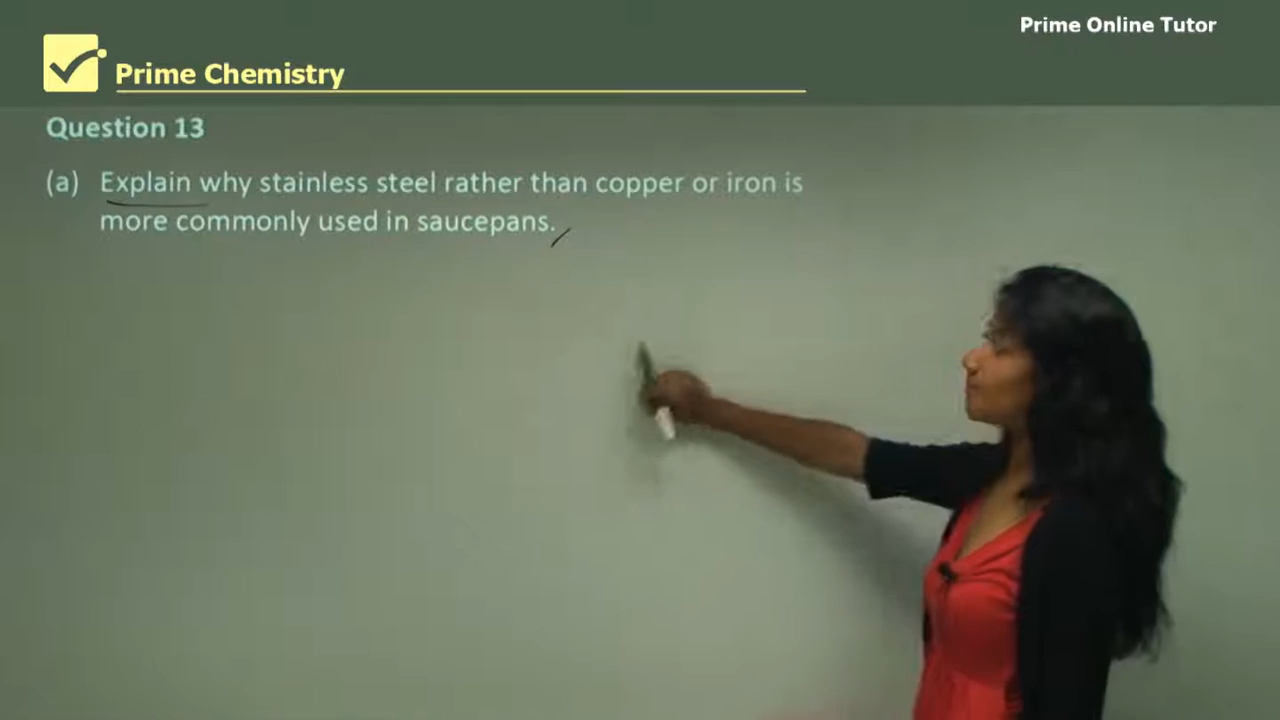 Prime Online Tutor
Prime Chemistry
Question 13
(a) Explain why stainless steel rather than copper or iron is
more commonly used in saucepans.